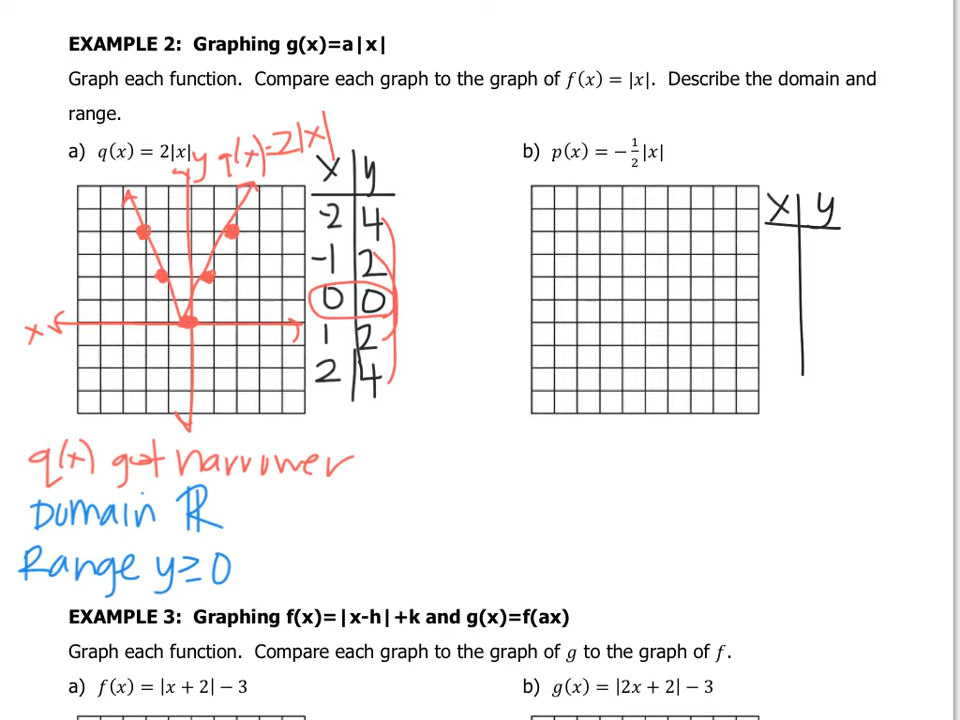 EXAMPLE 2:  Graphing g(x)=a|x|
Graph each function.  Compare each graph to the graph of f(x) = |x|.  Describe the domain and
range.
a)  q(x) = 2|x|
y q(x)=2|x|
x
x y
-2 4
-1 2
0 0
1 2
2 4
q(x) got narrower
Domain ℝ
Range y≥0
b)  p(x) = -1/2|x|
x y
EXAMPLE 3:  Graphing f(x)=|x-h|+k and g(x)=f(ax)
Graph each function.  Compare each graph to the graph of g to the graph of f.
a)  f(x) = |x + 2| − 3
b)  g(x) = |2x + 2| − 3